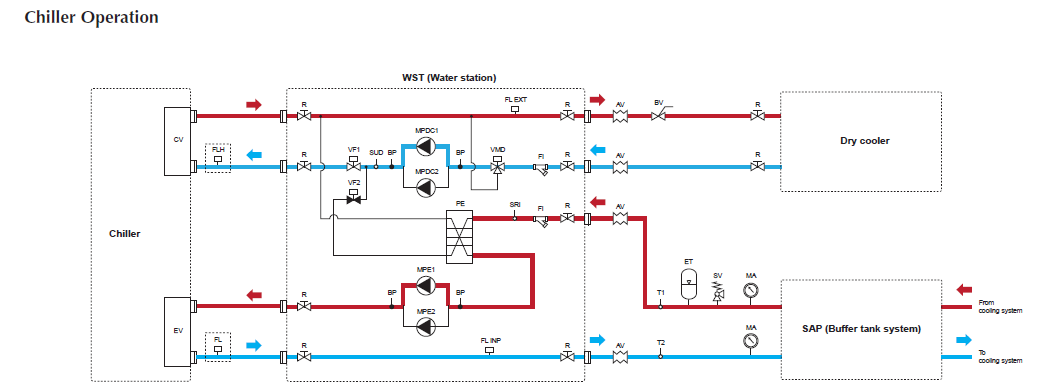 Chiller Operation
WST (Water station)
FL EXT
R
R
AV
BV
R
CV
MPDC1
Dry cooler
FLH
R
VF1
SUD
BP
BP
VMD
FI
R
AV
R
MPDC2
VF2
PE
SRI
FI
R
AV
Chiller
ET
SV
MA
MPE1
R
BP
BP
T1
From
cooling system
MPE2
EV
SAP (Buffer tank system)
FL
R
FL INP
R
AV
T2
MA
To
cooling system